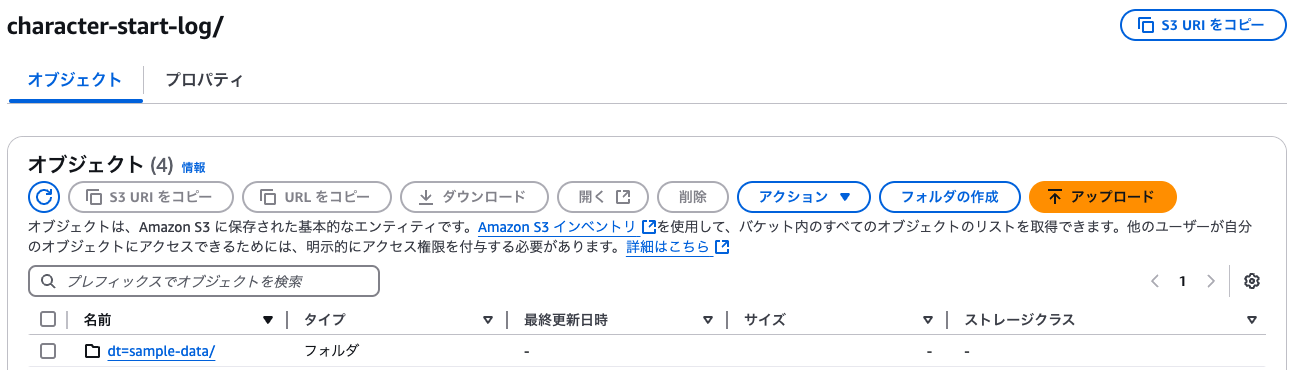 character-start-log/
S3 URI をコピー
オブジェクト
プロパティ
オブジェクト (4) 情報
S3 URI をコピー
URL をコピー
ダウンロード
開く
削除
アクション
フォルダの作成
アップロード
オブジェクトは、Amazon S3 に保存された基本的なエンティティです。Amazon S3 インベントリ を使用して、バケット内のすべてのオブジェクトのリストを取得できます。他のユーザーが自分
のオブジェクトにアクセスできるためには、明示的にアクセス権限を付与する必要があります。詳細はこちら
プレフィックスでオブジェクトを検索
1
名前
タイプ
最終更新日時
サイズ
ストレージクラス
dt=sample-data/
フォルダ
-
-
-